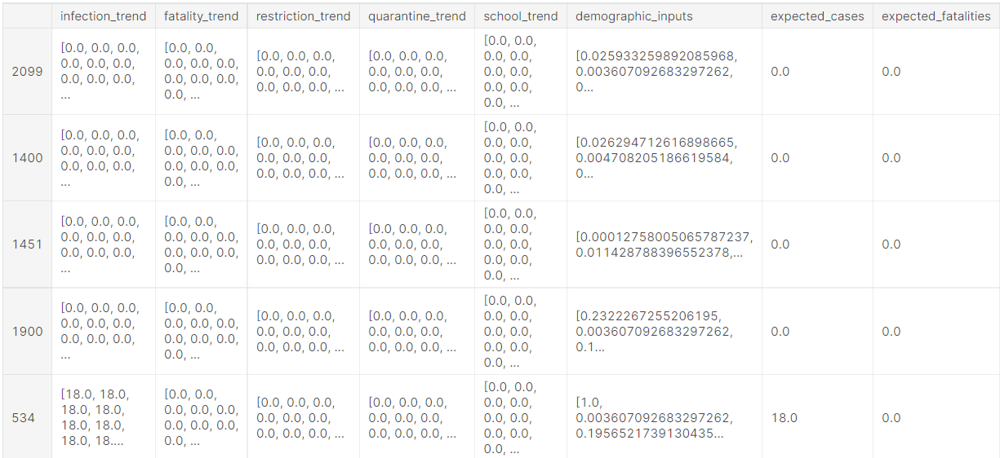 infection_trend fatality_trend restriction_trend quarantine_trend school_trend demographic_inputs expected_cases expected_fatalities
2099
[0.0, 0.0, 0.0,
0.0, 0.0, 0.0,
0.0, 0.0, 0.0,
...
[0.0, 0.0,
0.0, 0.0, 0.0,
0.0, 0.0, 0.0,
0.0, ...
[0.0, 0.0, 0.0,
0.0, 0.0, 0.0,
0.0, 0.0, 0.0, ...
[0.0, 0.0, 0.0,
0.0, 0.0, 0.0,
0.0, 0.0, 0.0, ...
[0.0, 0.0,
0.0, 0.0,
0.0, 0.0,
0.0, 0.0,
0.0, ...
[0.025933259892085968,
0.003607092683297262,
0...
0.0
0.0
1400
[0.0, 0.0, 0.0,
0.0, 0.0, 0.0,
0.0, 0.0, 0.0,
...
[0.0, 0.0,
0.0, 0.0, 0.0,
0.0, 0.0, 0.0,
0.0, ...
[0.0, 0.0, 0.0,
0.0, 0.0, 0.0,
0.0, 0.0, 0.0, ...
[0.0, 0.0, 0.0,
0.0, 0.0, 0.0,
0.0, 0.0, 0.0, ...
[0.0, 0.0,
0.0, 0.0,
0.0, 0.0,
0.0, 0.0,
0.0, ...
[0.026294712616898665,
0.004708205186619584,
0...
0.0
0.0
1451
[0.0, 0.0, 0.0,
0.0, 0.0, 0.0,
0.0, 0.0, 0.0,
...
[0.0, 0.0,
0.0, 0.0, 0.0,
0.0, 0.0, 0.0,
0.0, ...
[0.0, 0.0, 0.0,
0.0, 0.0, 0.0,
0.0, 0.0, 0.0, ...
[0.0, 0.0, 0.0,
0.0, 0.0, 0.0,
0.0, 0.0, 0.0, ...
[0.0, 0.0,
0.0, 0.0,
0.0, 0.0,
0.0, 0.0,
0.0, ...
[0.00012758005065787237,
0.011428788396552378,...
0.0
0.0
1900
[0.0, 0.0, 0.0,
0.0, 0.0, 0.0,
0.0, 0.0, 0.0,
...
[0.0, 0.0,
0.0, 0.0, 0.0,
0.0, 0.0, 0.0,
0.0, ...
[0.0, 0.0, 0.0,
0.0, 0.0, 0.0,
0.0, 0.0, 0.0, ...
[0.0, 0.0, 0.0,
0.0, 0.0, 0.0,
0.0, 0.0, 0.0, ...
[0.0, 0.0,
0.0, 0.0,
0.0, 0.0,
0.0, 0.0,
0.0, ...
[0.2322267255206195,
0.003607092683297262,
0.1...
0.0
0.0
534
[18.0, 18.0,
18.0, 18.0,
18.0, 18.0,
18.0, 18....
[0.0, 0.0,
0.0, 0.0, 0.0,
0.0, 0.0, 0.0,
0.0, ...
[0.0, 0.0, 0.0,
0.0, 0.0, 0.0,
0.0, 0.0, 0.0, ...
[0.0, 0.0, 0.0,
0.0, 0.0, 0.0,
0.0, 0.0, 0.0, ...
[0.0, 0.0,
0.0, 0.0,
0.0, 0.0,
0.0, 0.0,
0.0, ...
[1.0,
0.003607092683297262,
0.1956521739130435...
18.0
0.0